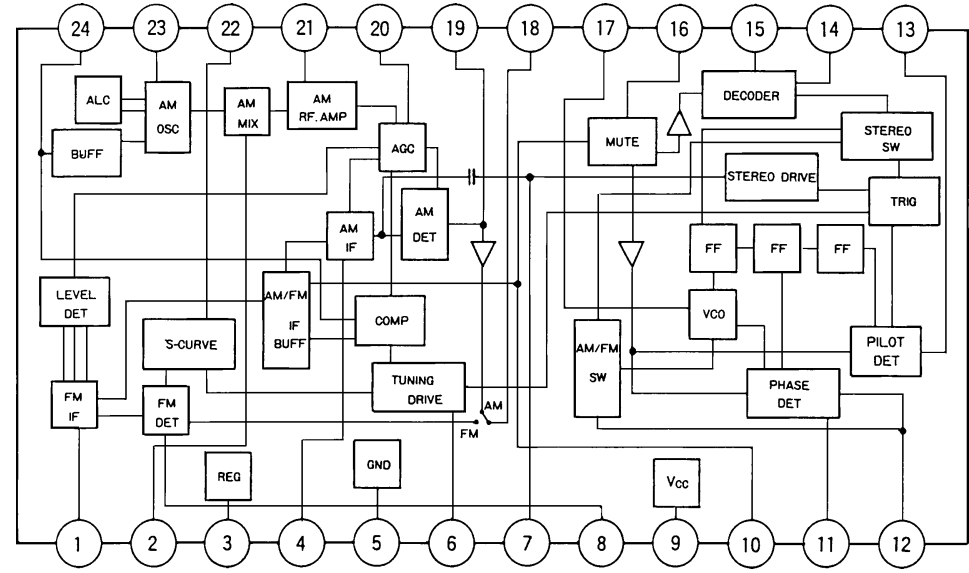 24 23 22 21 20 19 18 17 16 15 14 13
ALC
AM
OSC
AM
MIX
AM
RF. AMP
BUFF
AGC
MUTE
DECODER
STEREO
SW
STEREO DRIVE
TRIG
AM
IF
AM
DET
FF
FF
FF
LEVEL
DET
AM/FM
IF
BUFF
COMP
VCO
'S-CURVE
AM/FM
SW
PILOT
DET
FM
IF
FM
DET
TUNING
DRIVE
PHASE
DET
AM
FM
REG
GND
VCC
1 2 3 4 5 6 7 8 9 10 11 12